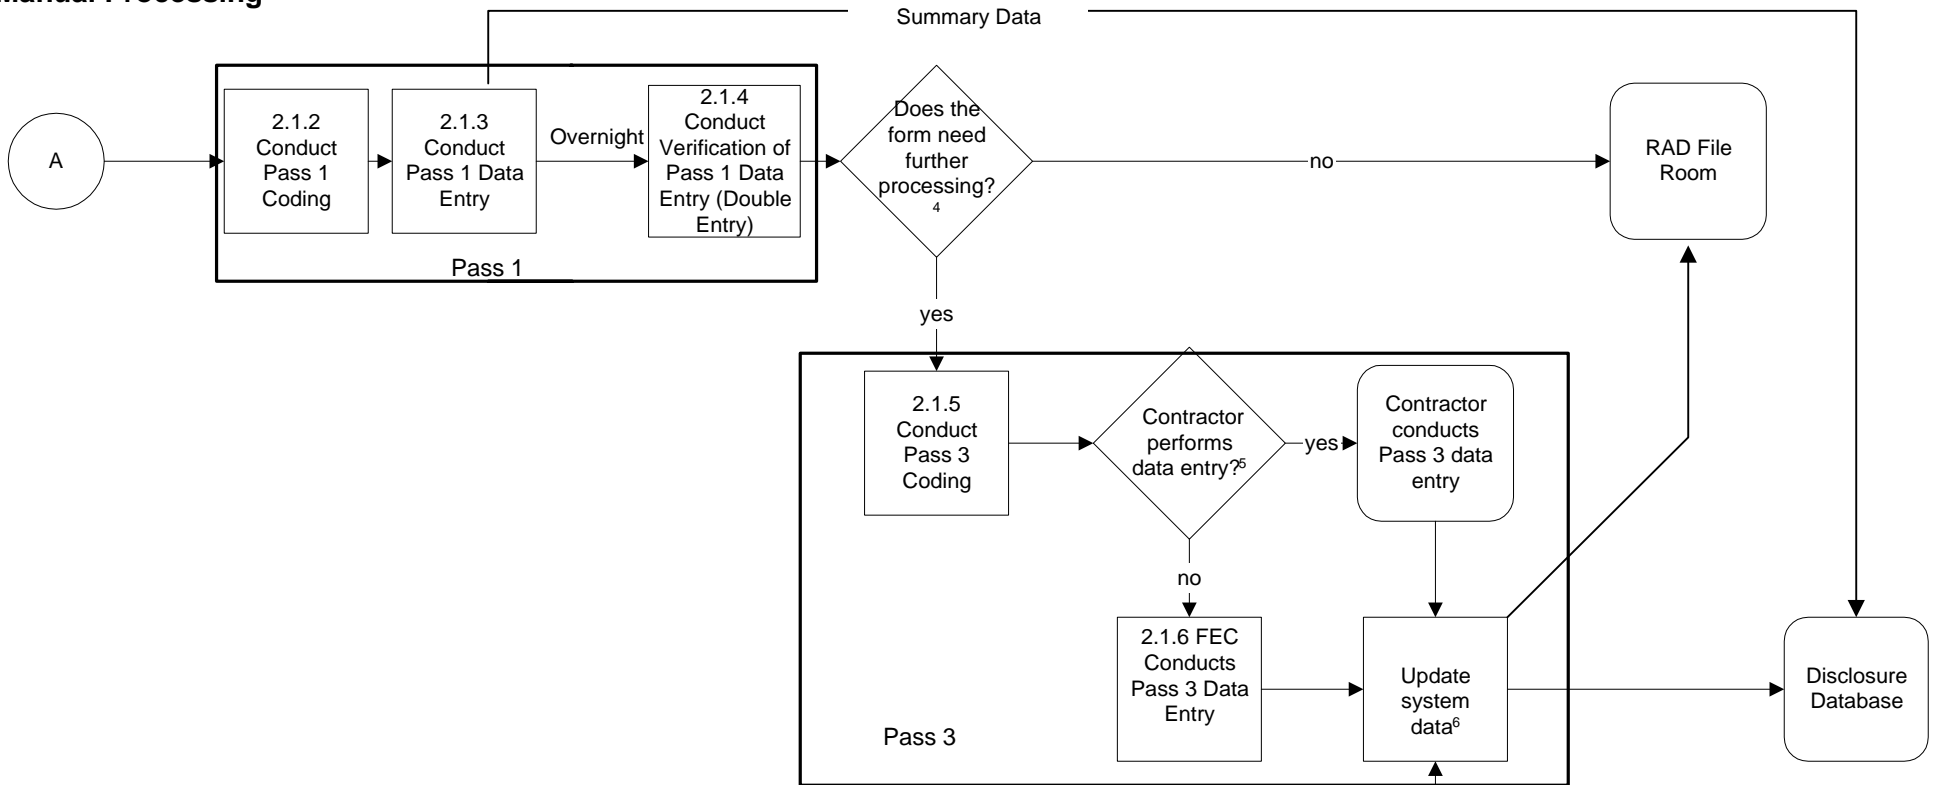 Manual Processing
Summary Data
A
2.1.2
Conduct
Pass 1
Coding
2.1.3
Conduct
Pass 1 Data
Entry
Overnight
2.1.4
Conduct
Verification of
Pass 1 Data
Entry (Double
Entry)
Pass 1
Does the
form need
further
processing?
4
no
RAD File
Room
yes
2.1.5
Conduct
Pass 3
Coding
Contractor
performs
data entry?5
yes
Contractor
conducts
Pass 3 data
entry
no
2.1.6 FEC
Conducts
Pass 3 Data
Entry
Update
system
data6
Disclosure
Database
Pass 3